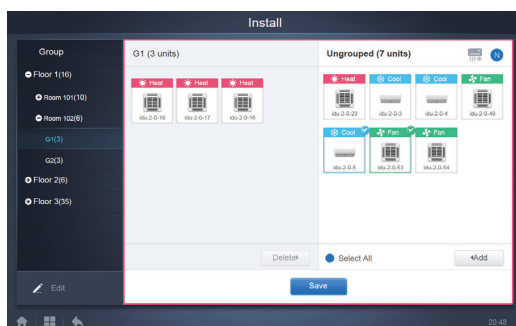 Install
Group
Floor 1(16)
Room 101(10)
Room 102(6)
G1(3)
G2(3)
Floor 2(6)
Floor 3(35)
Edit
G1 (3 units)
Heat Heat Heat
idu-2-0-18 idu-2-0-17 idu-2-0-16
Delete
Ungrouped (7 units)
N
Heat Cool Cool Fan
idu-2-0-23 idu-2-0-3 idu-2-0-4 idu-2-0-49
Cool Fan Fan
idu-2-0-5 idu-2-0-53 idu-2-0-54
Select All
Add
Save
20:48